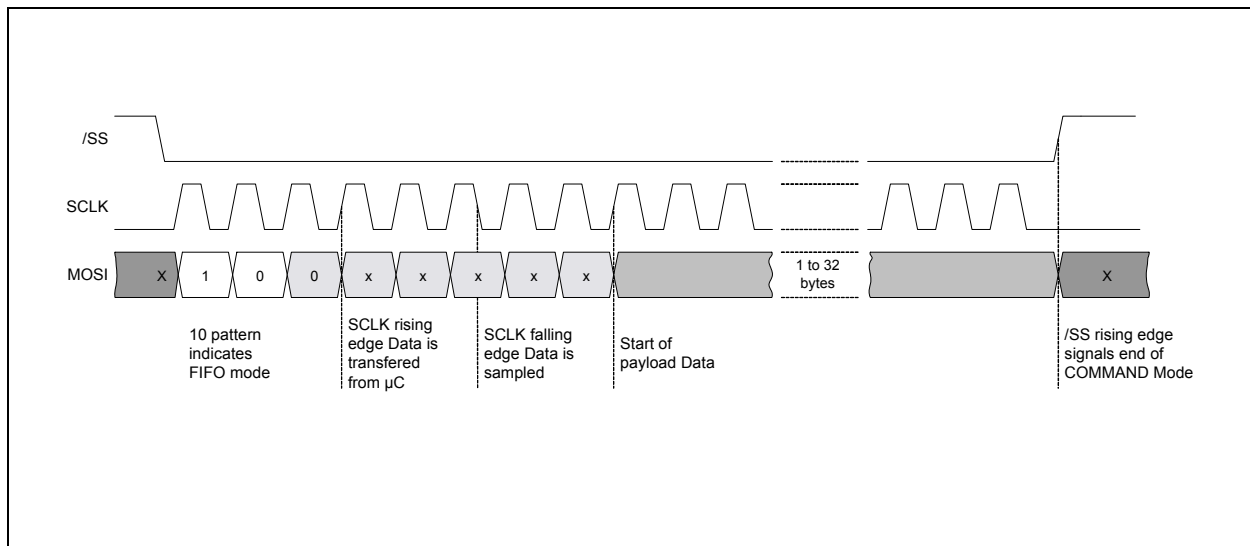 /SS
SCLK
MOSI
X
1
0
0
x
x
x
x
x
1 to 32
bytes
X
10 pattern
indicates
FIFO mode
SCLK rising
edge Data is
transfered
from µC
SCLK falling
edge Data is
sampled
Start of
payload Data
/SS rising edge
signals end of
COMMAND Mode